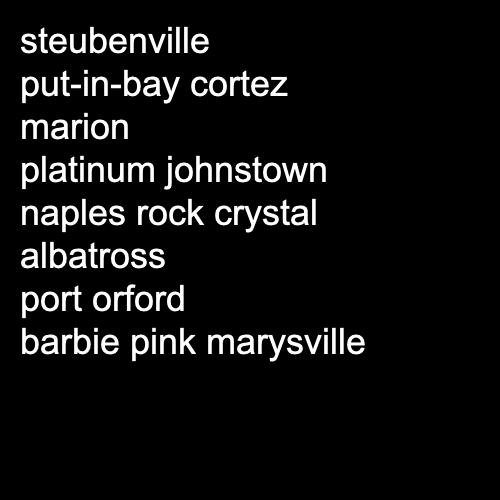 steubenville
put-in-bay cortez
marion
platinum johnstown
naples rock crystal
albatross
port orford
barbie pink marysville